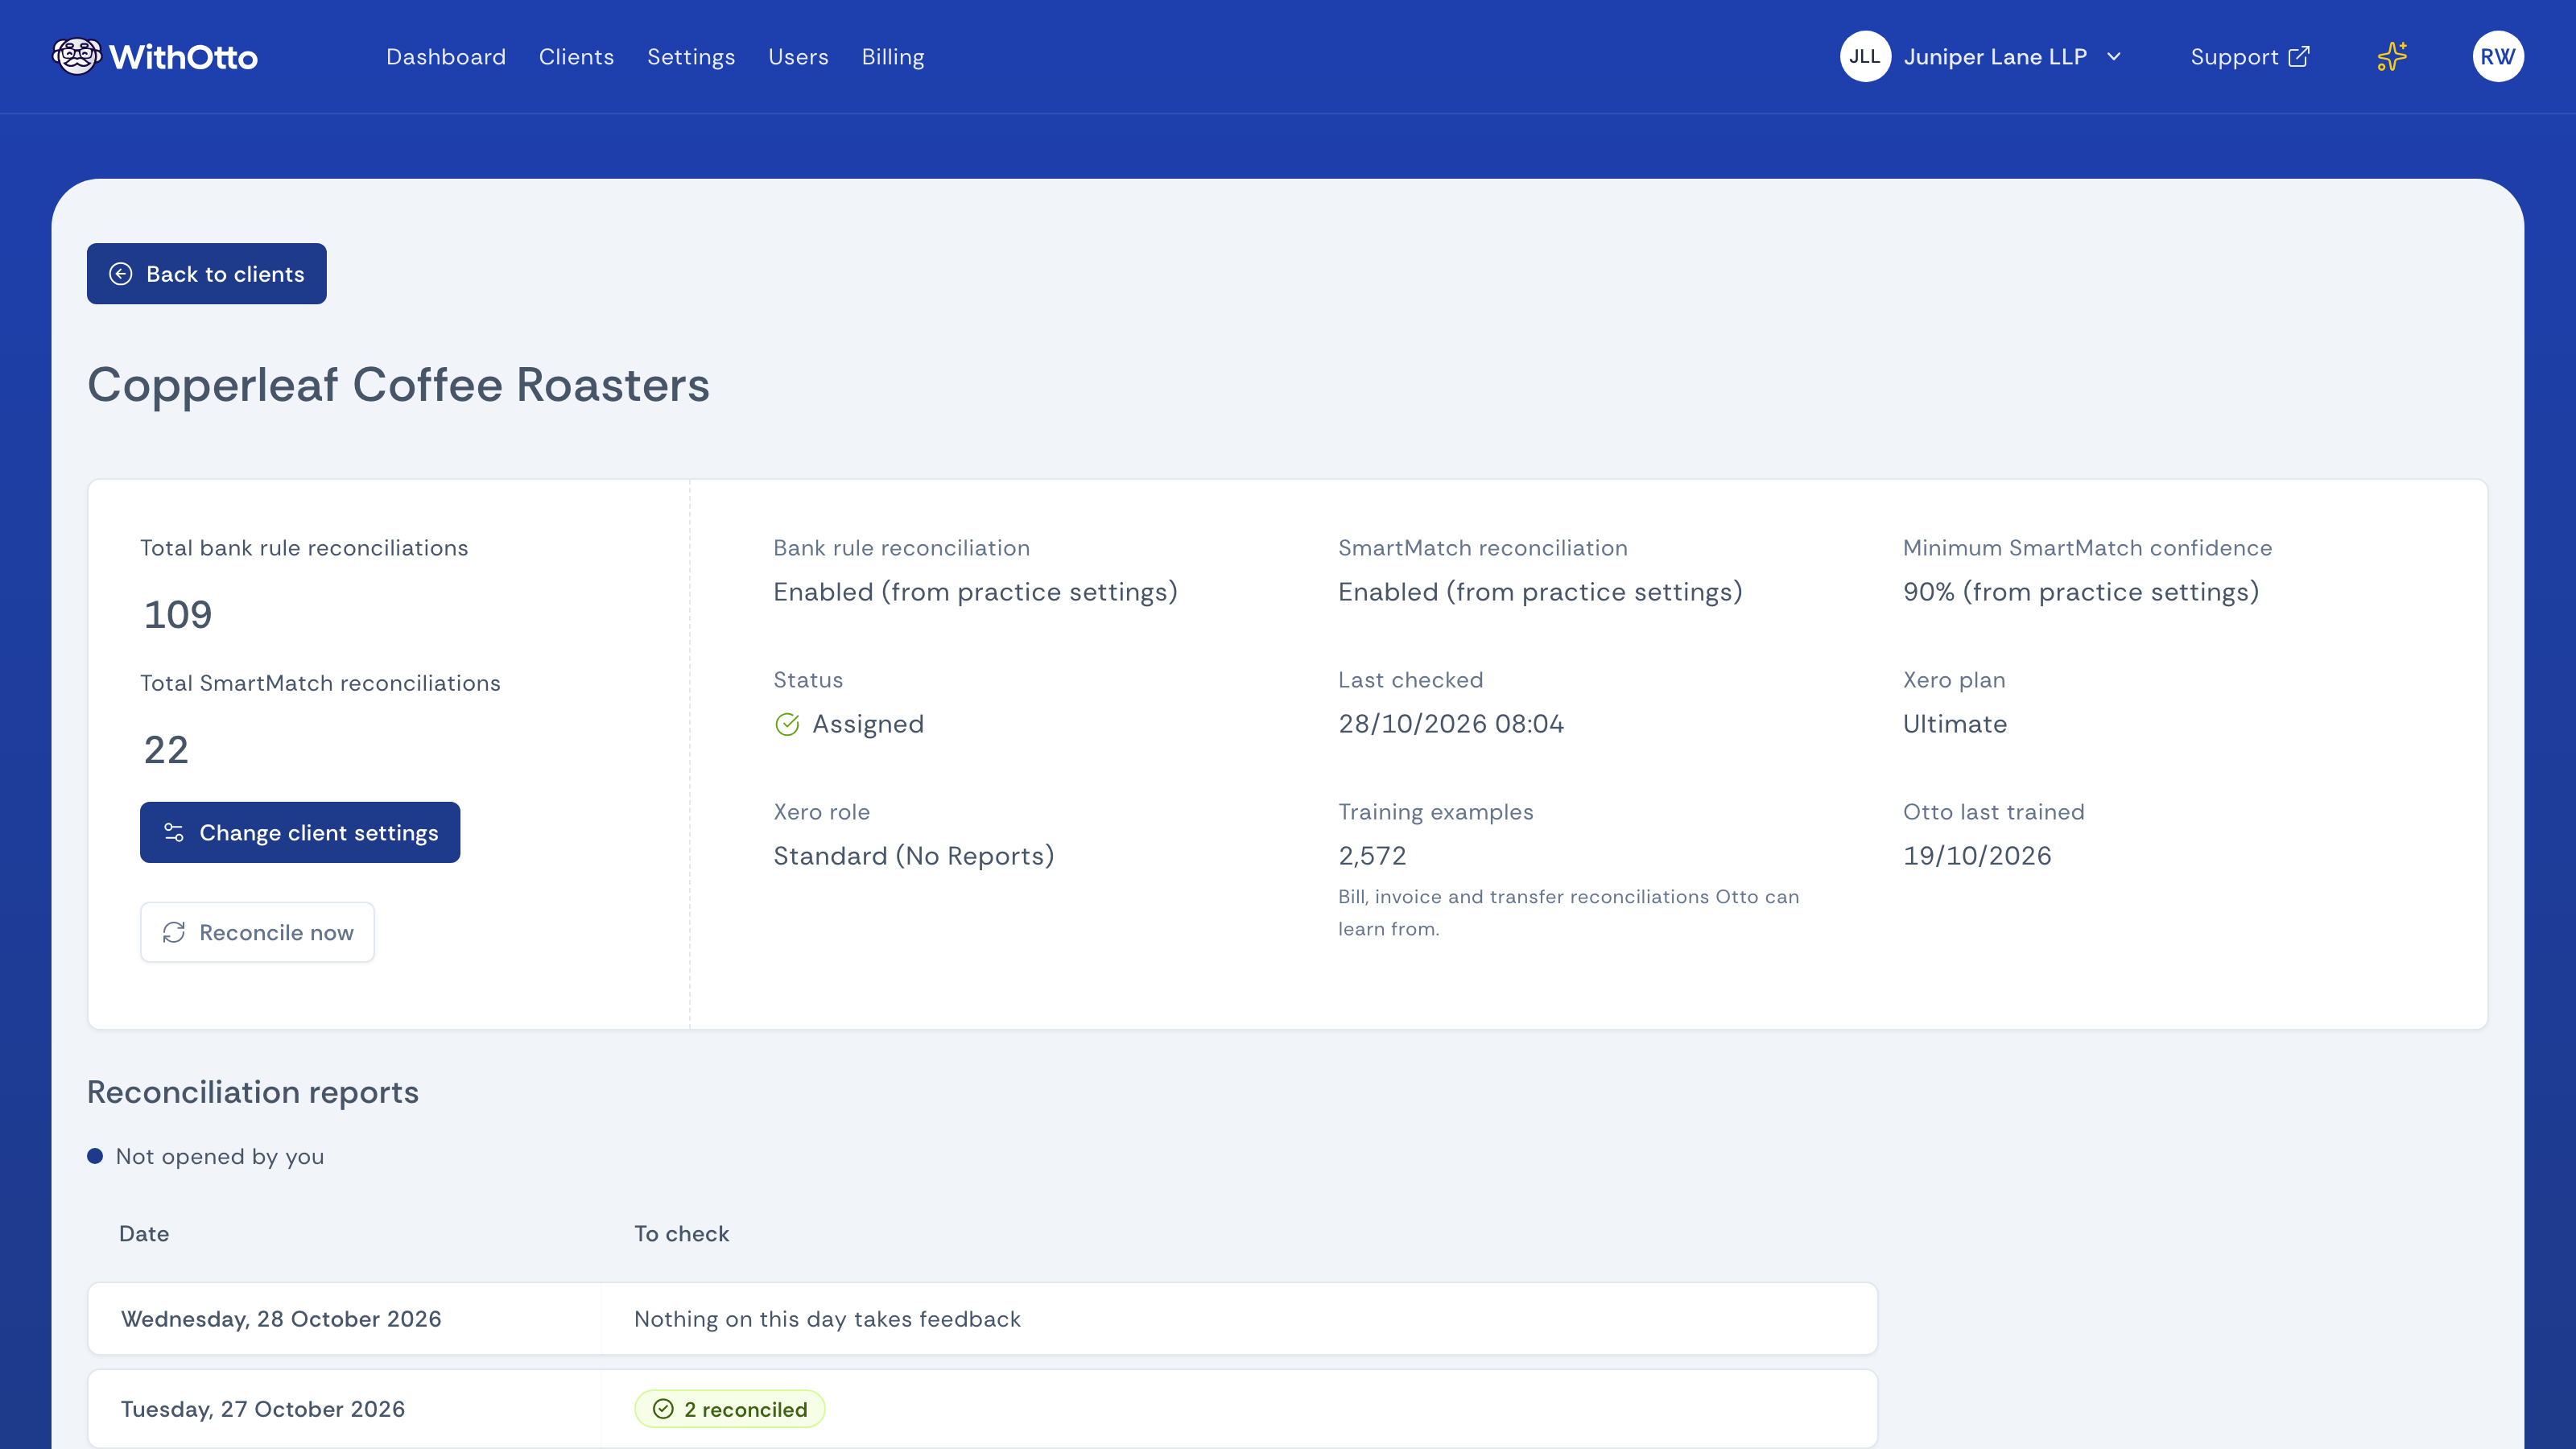 WithOtto
Dashboard Clients Settings Users Billing
JLL Juniper Lane LLP Support RW
Back to clients
Copperleaf Coffee Roasters
Total bank rule reconciliations
109
Total SmartMatch reconciliations
22
Change client settings
Reconcile now
Bank rule reconciliation
Enabled (from practice settings)
SmartMatch reconciliation
Enabled (from practice settings)
Minimum SmartMatch confidence
90% (from practice settings)
Status
Assigned
Last checked
28/10/2026 08:04
Xero plan
Ultimate
Xero role
Standard (No Reports)
Training examples
2,572
Bill, invoice and transfer reconciliations Otto can
learn from.
Otto last trained
19/10/2026
Reconciliation reports
Not opened by you
Date To check
Wednesday, 28 October 2026 Nothing on this day takes feedback
Tuesday, 27 October 2026 2 reconciled